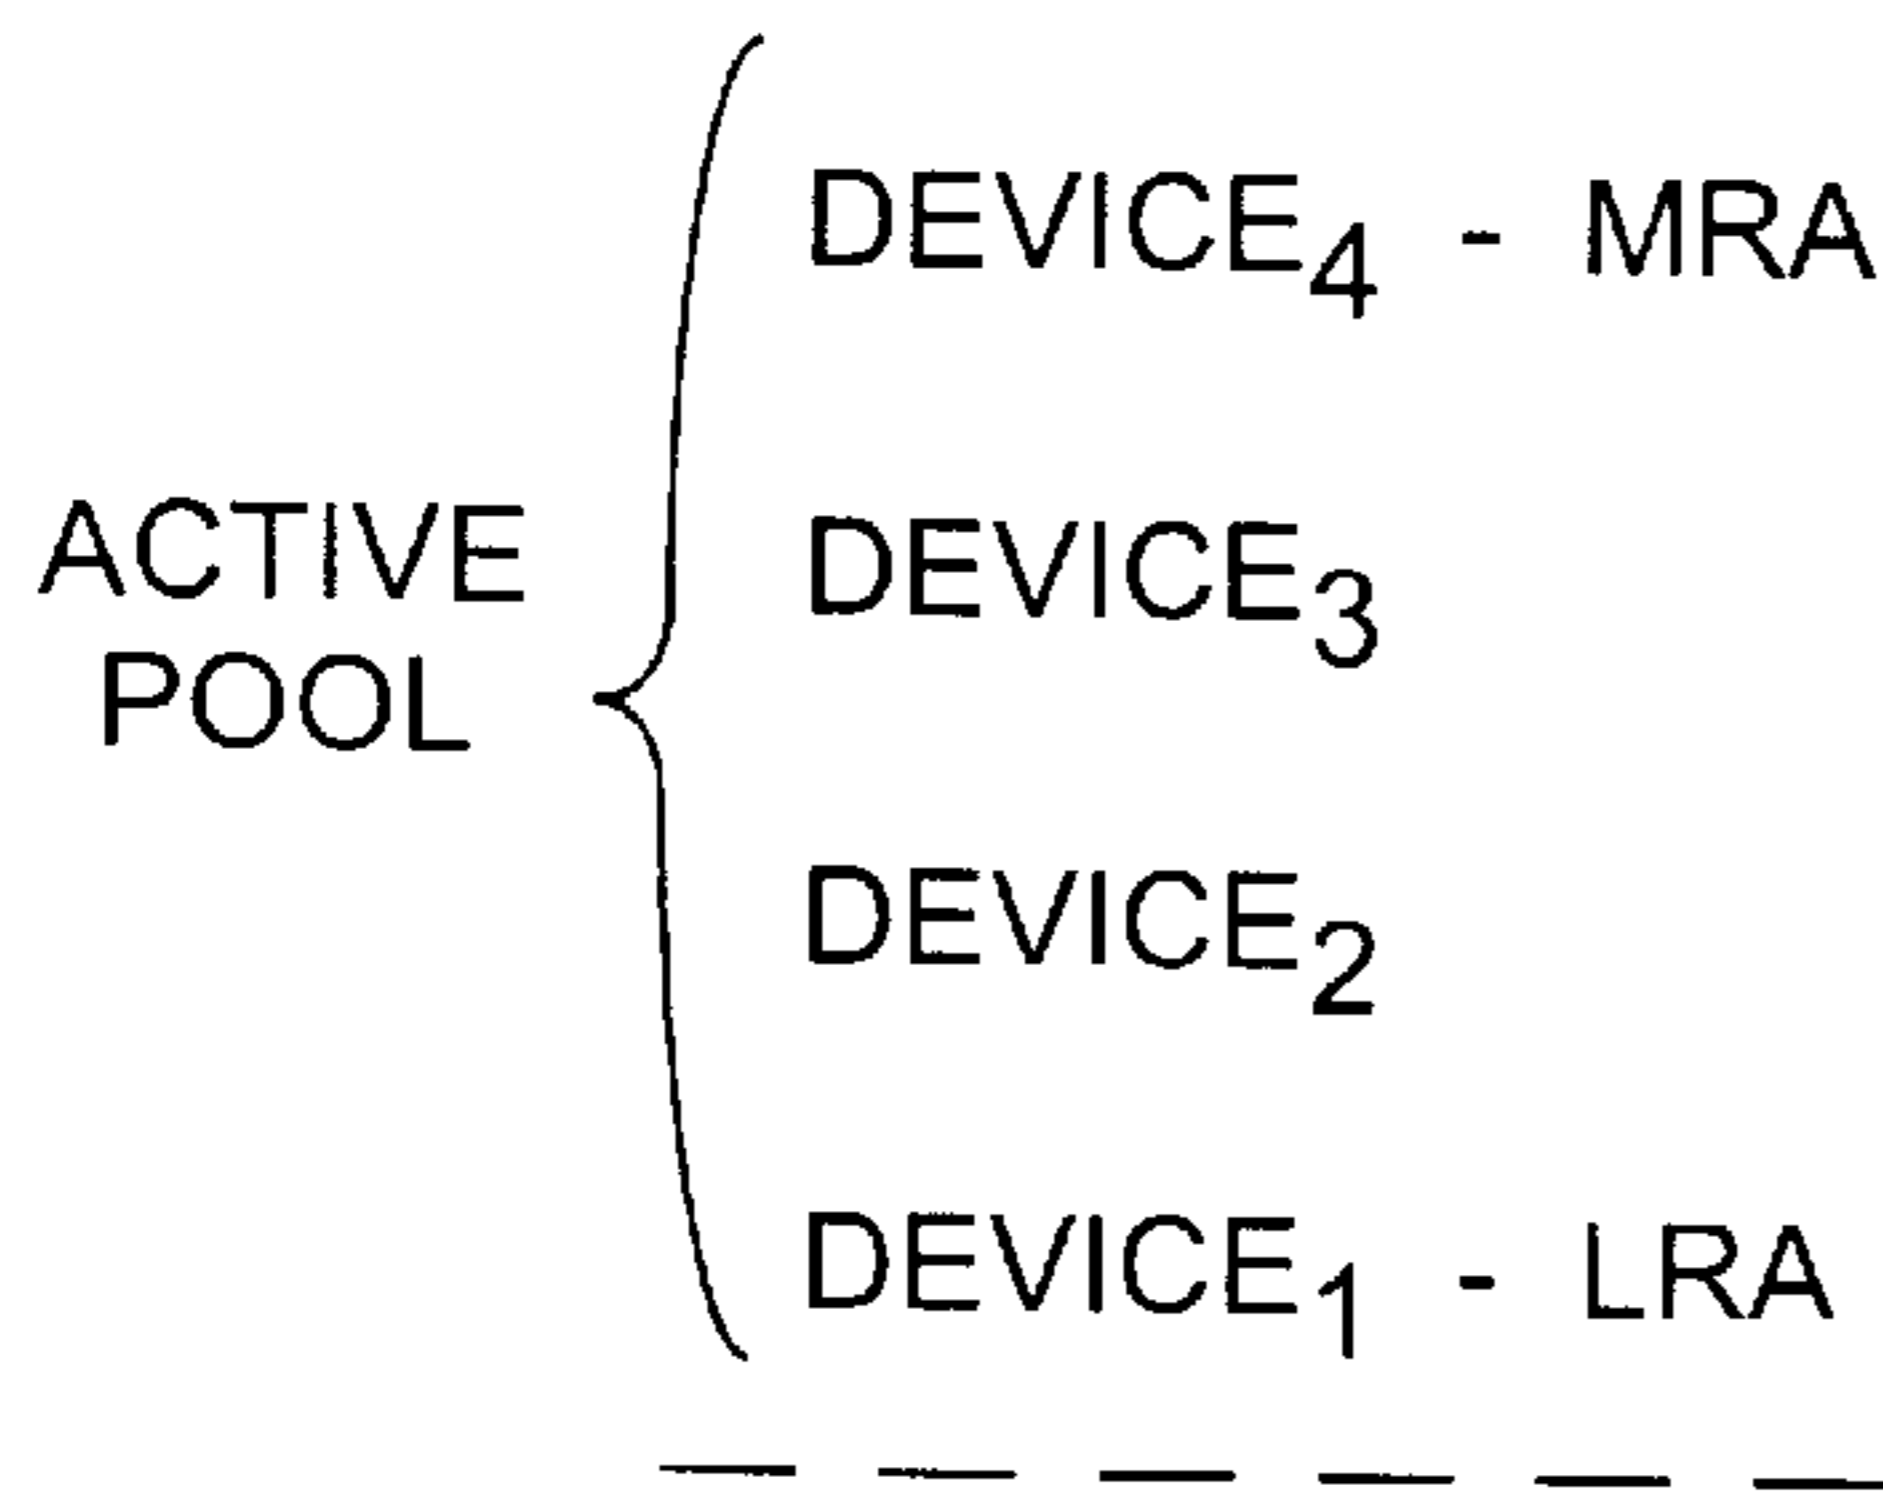 DEVICE₄ - MRA
DEVICE₃
ACTIVE
POOL
DEVICE₂
DEVICE₁ - LRA